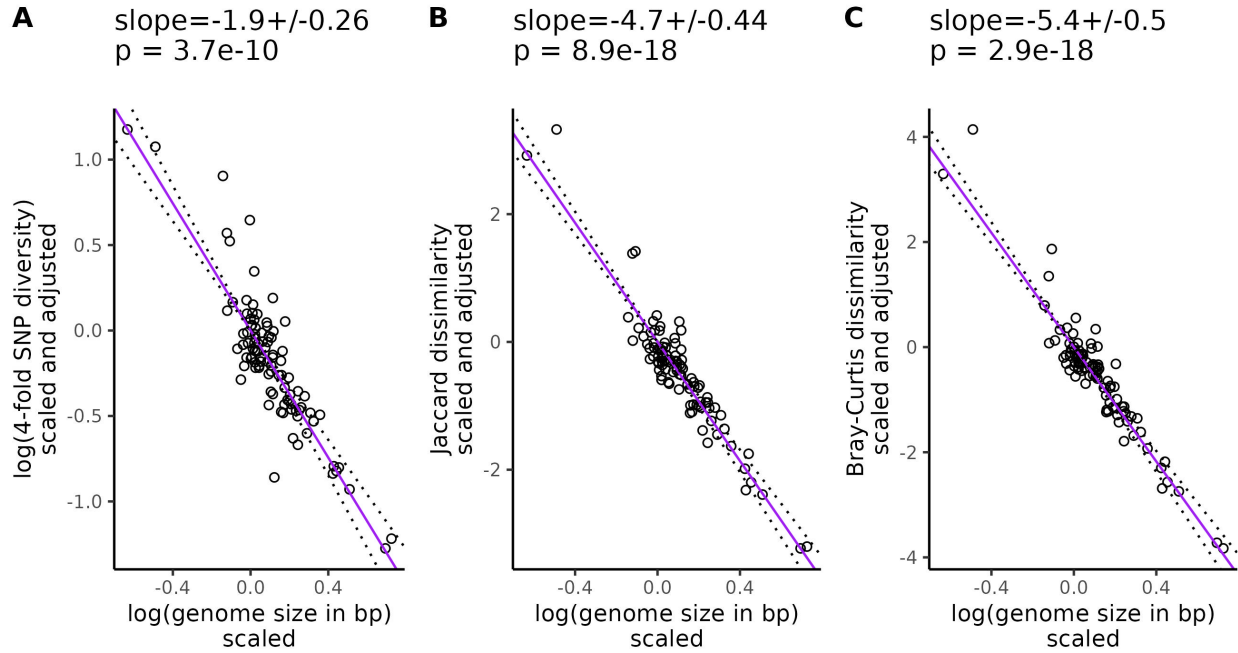 A
slope=-1.9+/-0.26
p = 3.7e-10
log(4-fold SNP diversity)
scaled and adjusted
1.0
0.5
0.0
-0.5
-1.0
-0.4
0.0
0.4
log(genome size in bp)
scaled
B
slope=-4.7+/-0.44
p = 8.9e-18
Jaccard dissimilarity
scaled and adjusted
2
0
-2
-0.4
0.0
0.4
log(genome size in bp)
scaled
C
slope=-5.4+/-0.5
p = 2.9e-18
Bray-Curtis dissimilarity
scaled and adjusted
4
2
0
-2
-4
-0.4
0.0
0.4
log(genome size in bp)
scaled